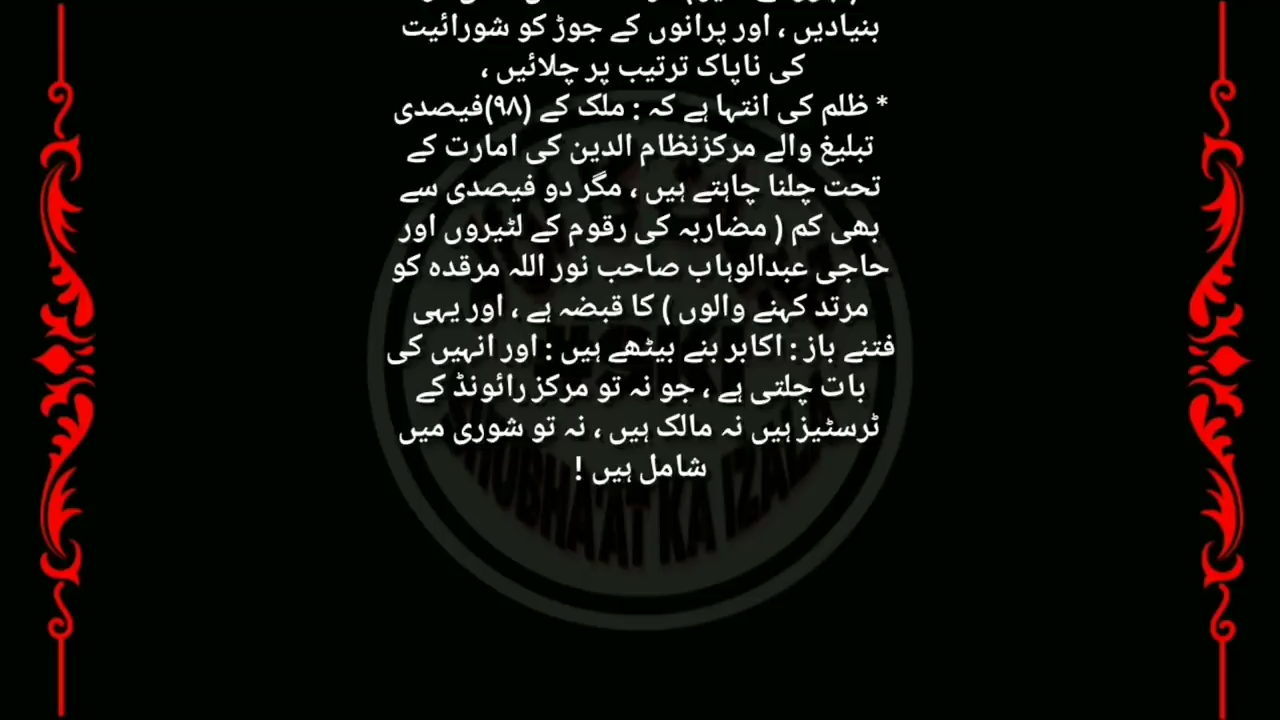 بنیادیں ، اور پرانوں کے جوڑ کو شورائیت
کی ناپاک ترتیب پر چلائیں ،
* ظلم کی انتہا ہے کہ : ملک کے (۹۸)فیصدی
تبلیغ والے مرکزنظام الدین کی امارت کے
تحت چلنا چاہتے ہیں ، مگر دو فیصدی سے
بھی کم ( مضاربہ کی رقوم کے لٹیروں اور
حاجی عبدالوہاب صاحب نور اللہ مرقدہ کو
مرتد کہنے والوں ) کا قبضہ ہے ، اور یہی
فتنے باز : اکابر بنے بیٹھے ہیں : اور انہیں کی
بات چلتی ہے ، جو نہ تو مرکز رائونڈ کے
ٹرسٹیز ہیں نہ مالک ہیں ، نہ تو شوری میں
شامل ہیں !
SHUBHAAT KA IZALA